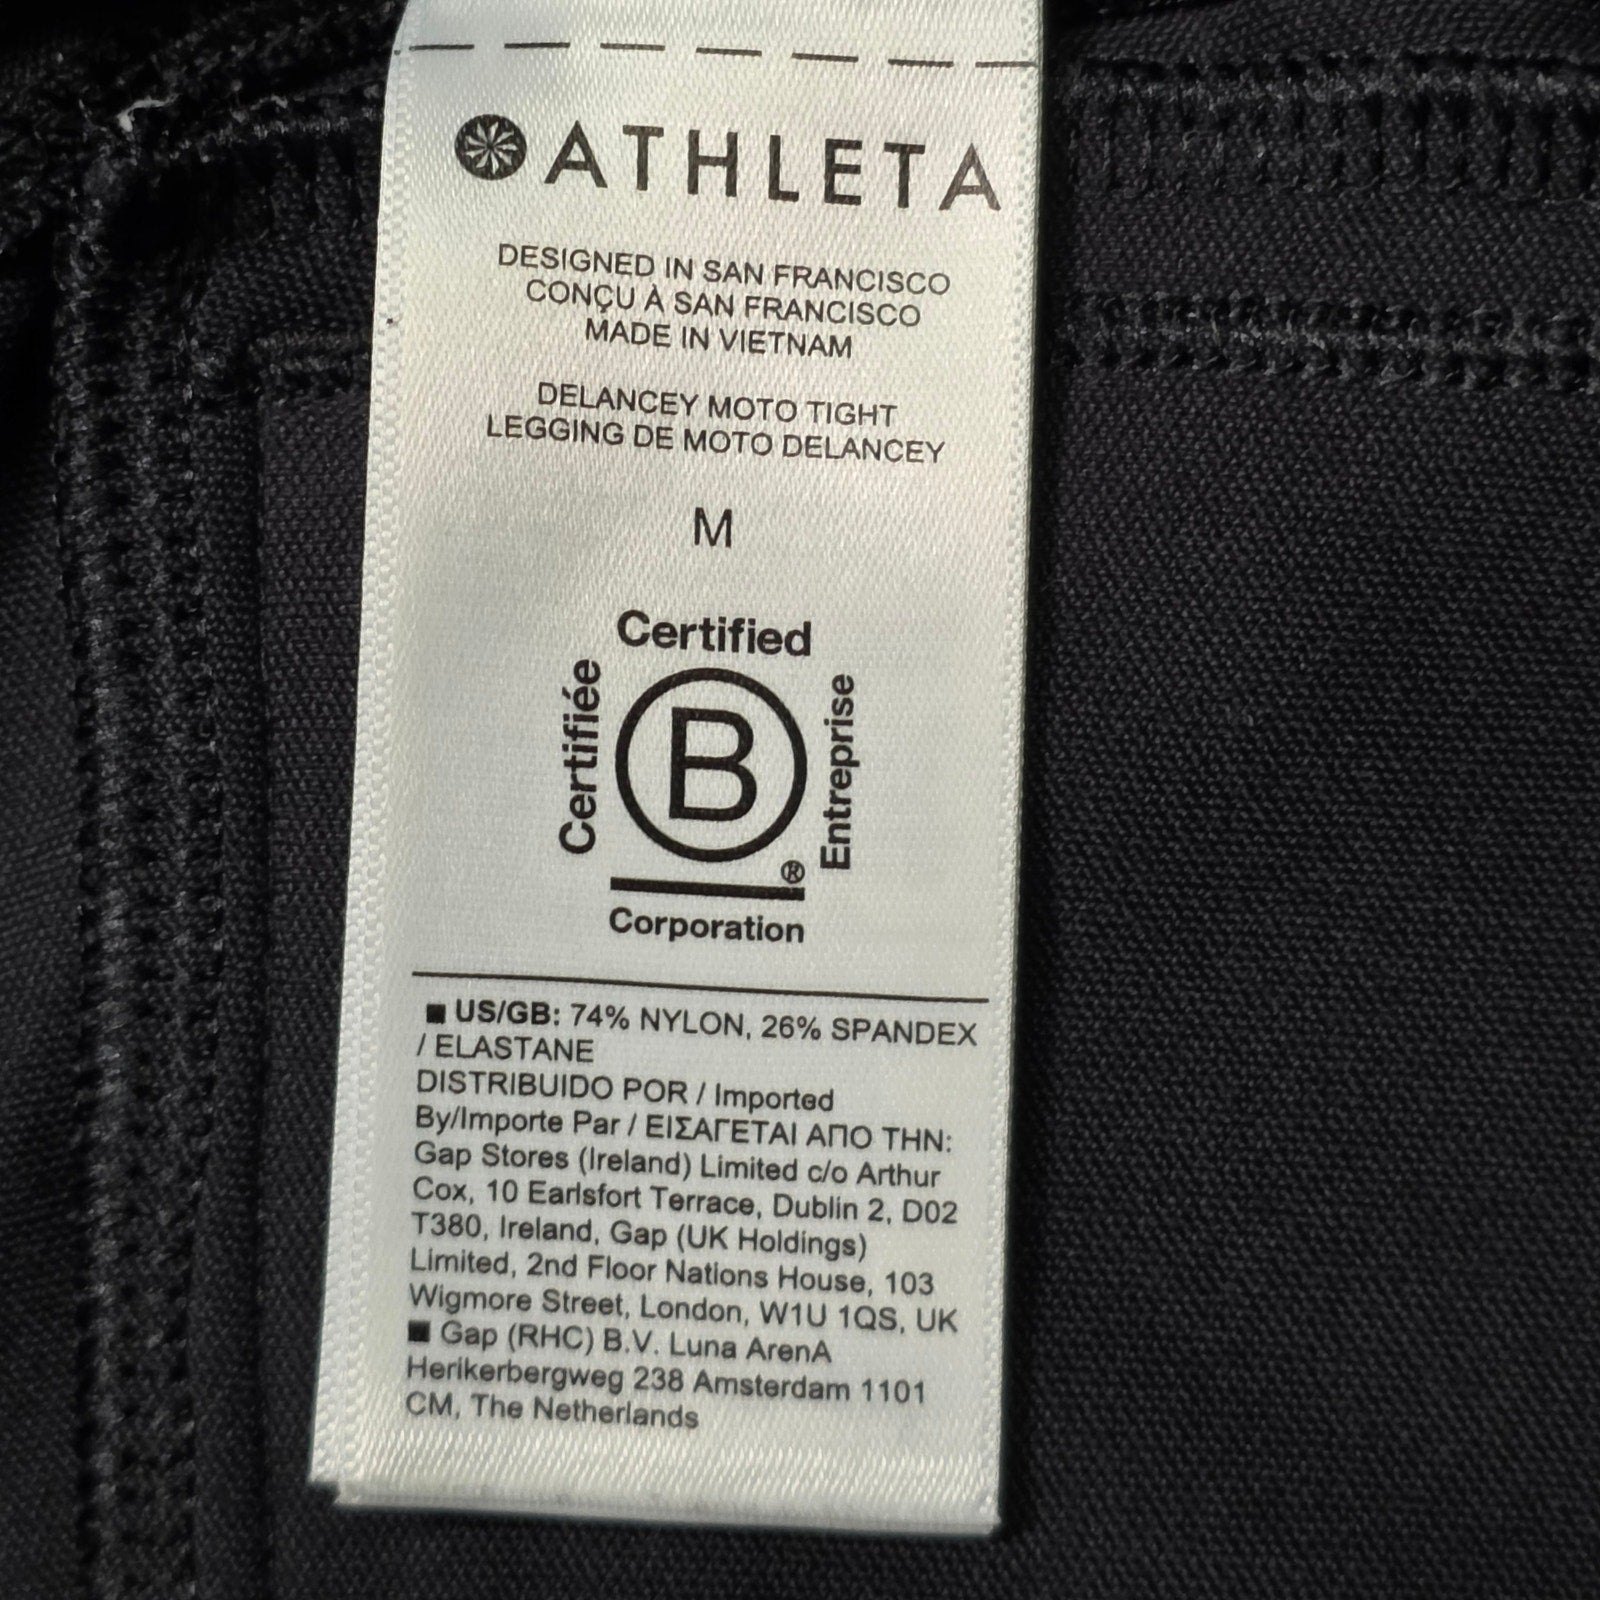 ATHLETA
DESIGNED IN SAN FRANCISCO
CONÇU À SAN FRANCISCO
MADE IN VIETNAM
DELANCEY MOTO TIGHT
LEGGING DE MOTO DELANCEY
M
Certified
Certifiée
B
Entreprise
®
Corporation
■ US/GB: 74% NYLON, 26% SPANDEX
/ ELASTANE
DISTRIBUIDO POR / Imported
By/Importe Par / ΕΙΣΑΓΕΤΑΙ ΑΠΟ ΤΗΝ:
Gap Stores (Ireland) Limited c/o Arthur
Cox, 10 Earlsfort Terrace, Dublin 2, D02
T380, Ireland, Gap (UK Holdings)
Limited, 2nd Floor Nations House, 103
Wigmore Street, London, W1U 1QS, UK
■ Gap (RHC) B.V. Luna ArenA
Herikerbergweg 238 Amsterdam 1101
CM, The Netherlands